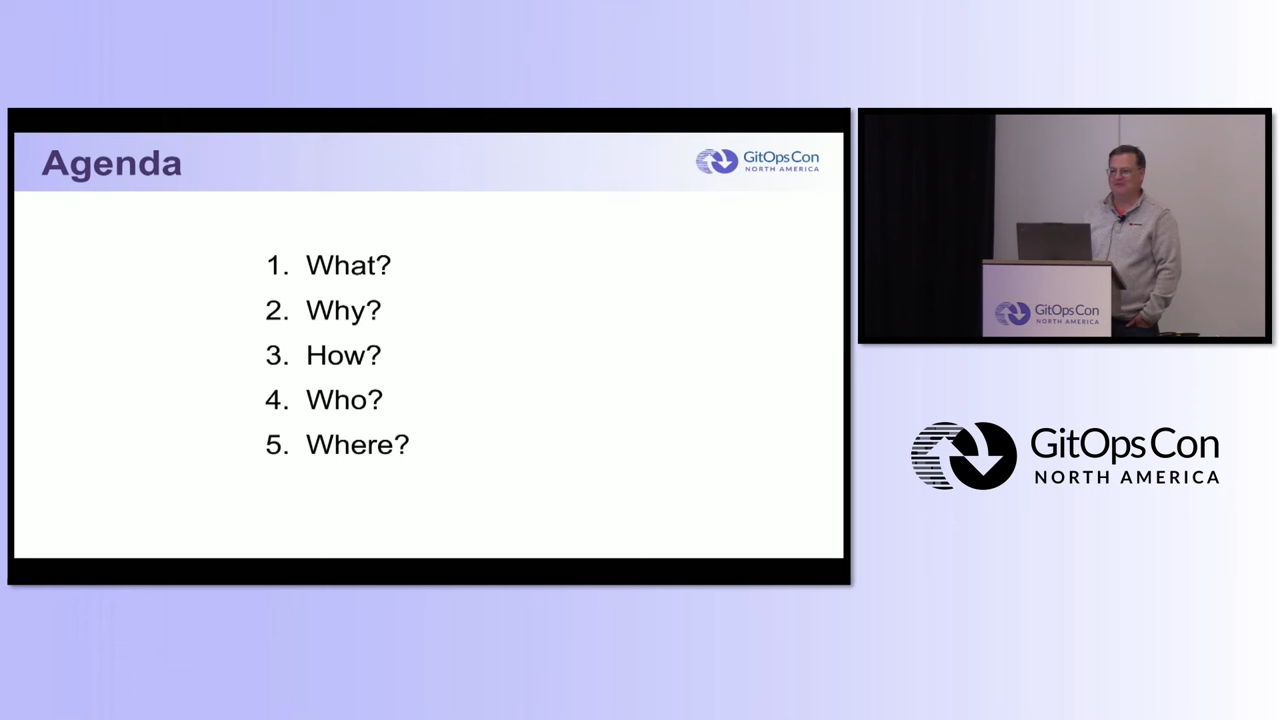 Agenda
GitOpsCon
NORTH AMERICA
1. What?
2. Why?
3. How?
4. Who?
5. Where?
GitOpsCon
NORTH AMERICA
GitOpsCon
NORTH AMERICA